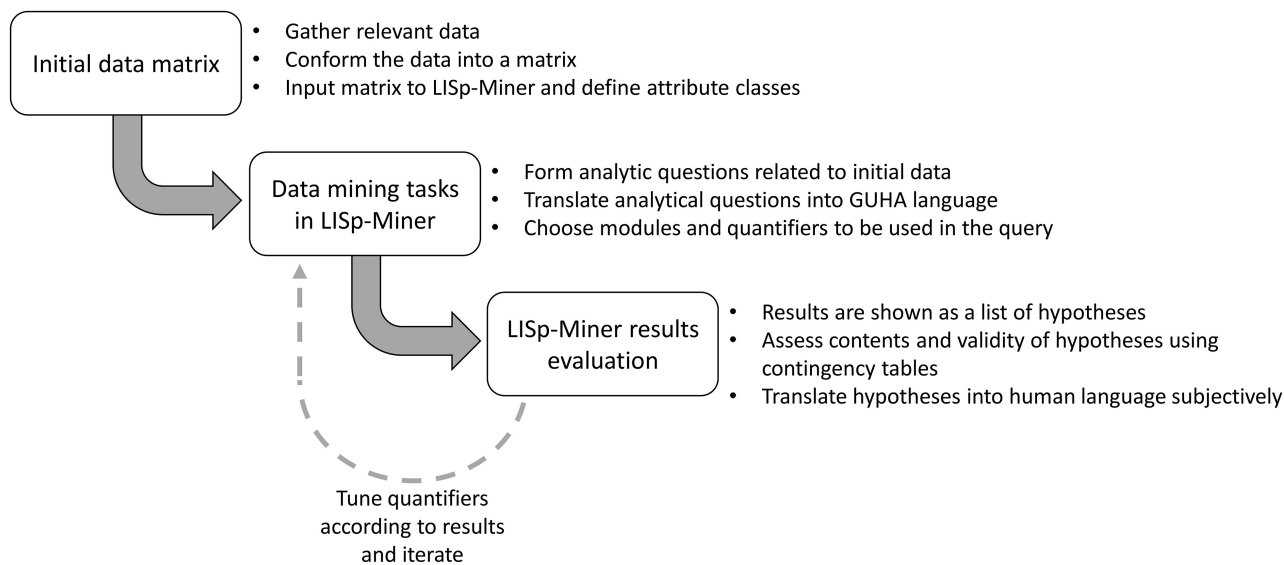 Initial data matrix
• Gather relevant data
• Conform the data into a matrix
• Input matrix to LISp-Miner and define attribute classes
Data mining tasks
in LISp-Miner
• Form analytic questions related to initial data
• Translate analytical questions into GUHA language
• Choose modules and quantifiers to be used in the query
LISp-Miner results
evaluation
• Results are shown as a list of hypotheses
• Assess contents and validity of hypotheses using
contingency tables
• Translate hypotheses into human language subjectively
Tune quantifiers
according to results
and iterate